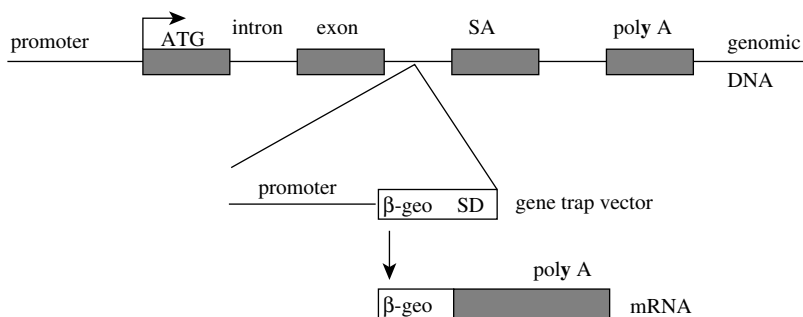 promoter ATG intron exon SA poly A genomic
DNA
promoter
β-geo SD gene trap vector
poly A
β-geo mRNA